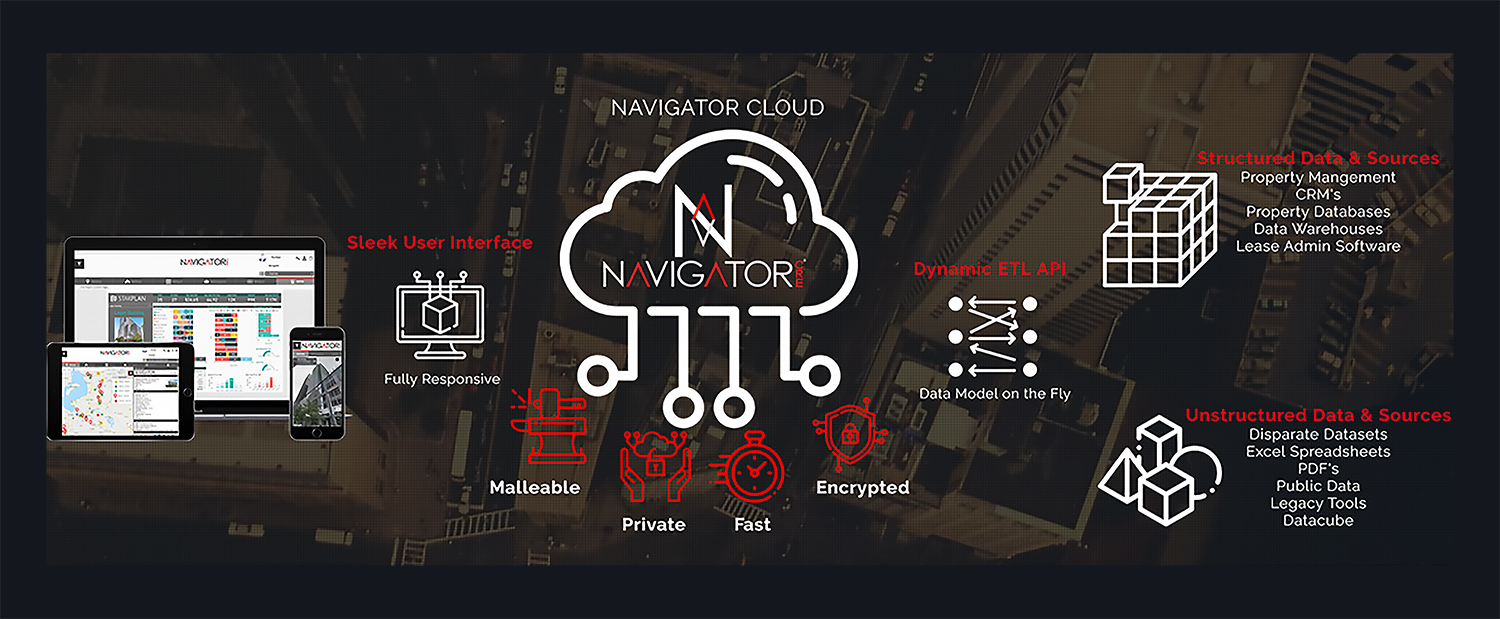 NAVIGATOR CLOUD
NAVIGATOR CRE
Sleek User Interface
Fully Responsive
NAVIGATOR
STAKPLAN
NAVIGATOR
NAVIGATOR
Malleable
Private
Fast
Encrypted
Dynamic ETL API
Data Model on the Fly
Structured Data & Sources
Property Mangement
CRM's
Property Databases
Data Warehouses
Lease Admin Software
Unstructured Data & Sources
Disparate Datasets
Excel Spreadsheets
PDF's
Public Data
Legacy Tools
Datacube